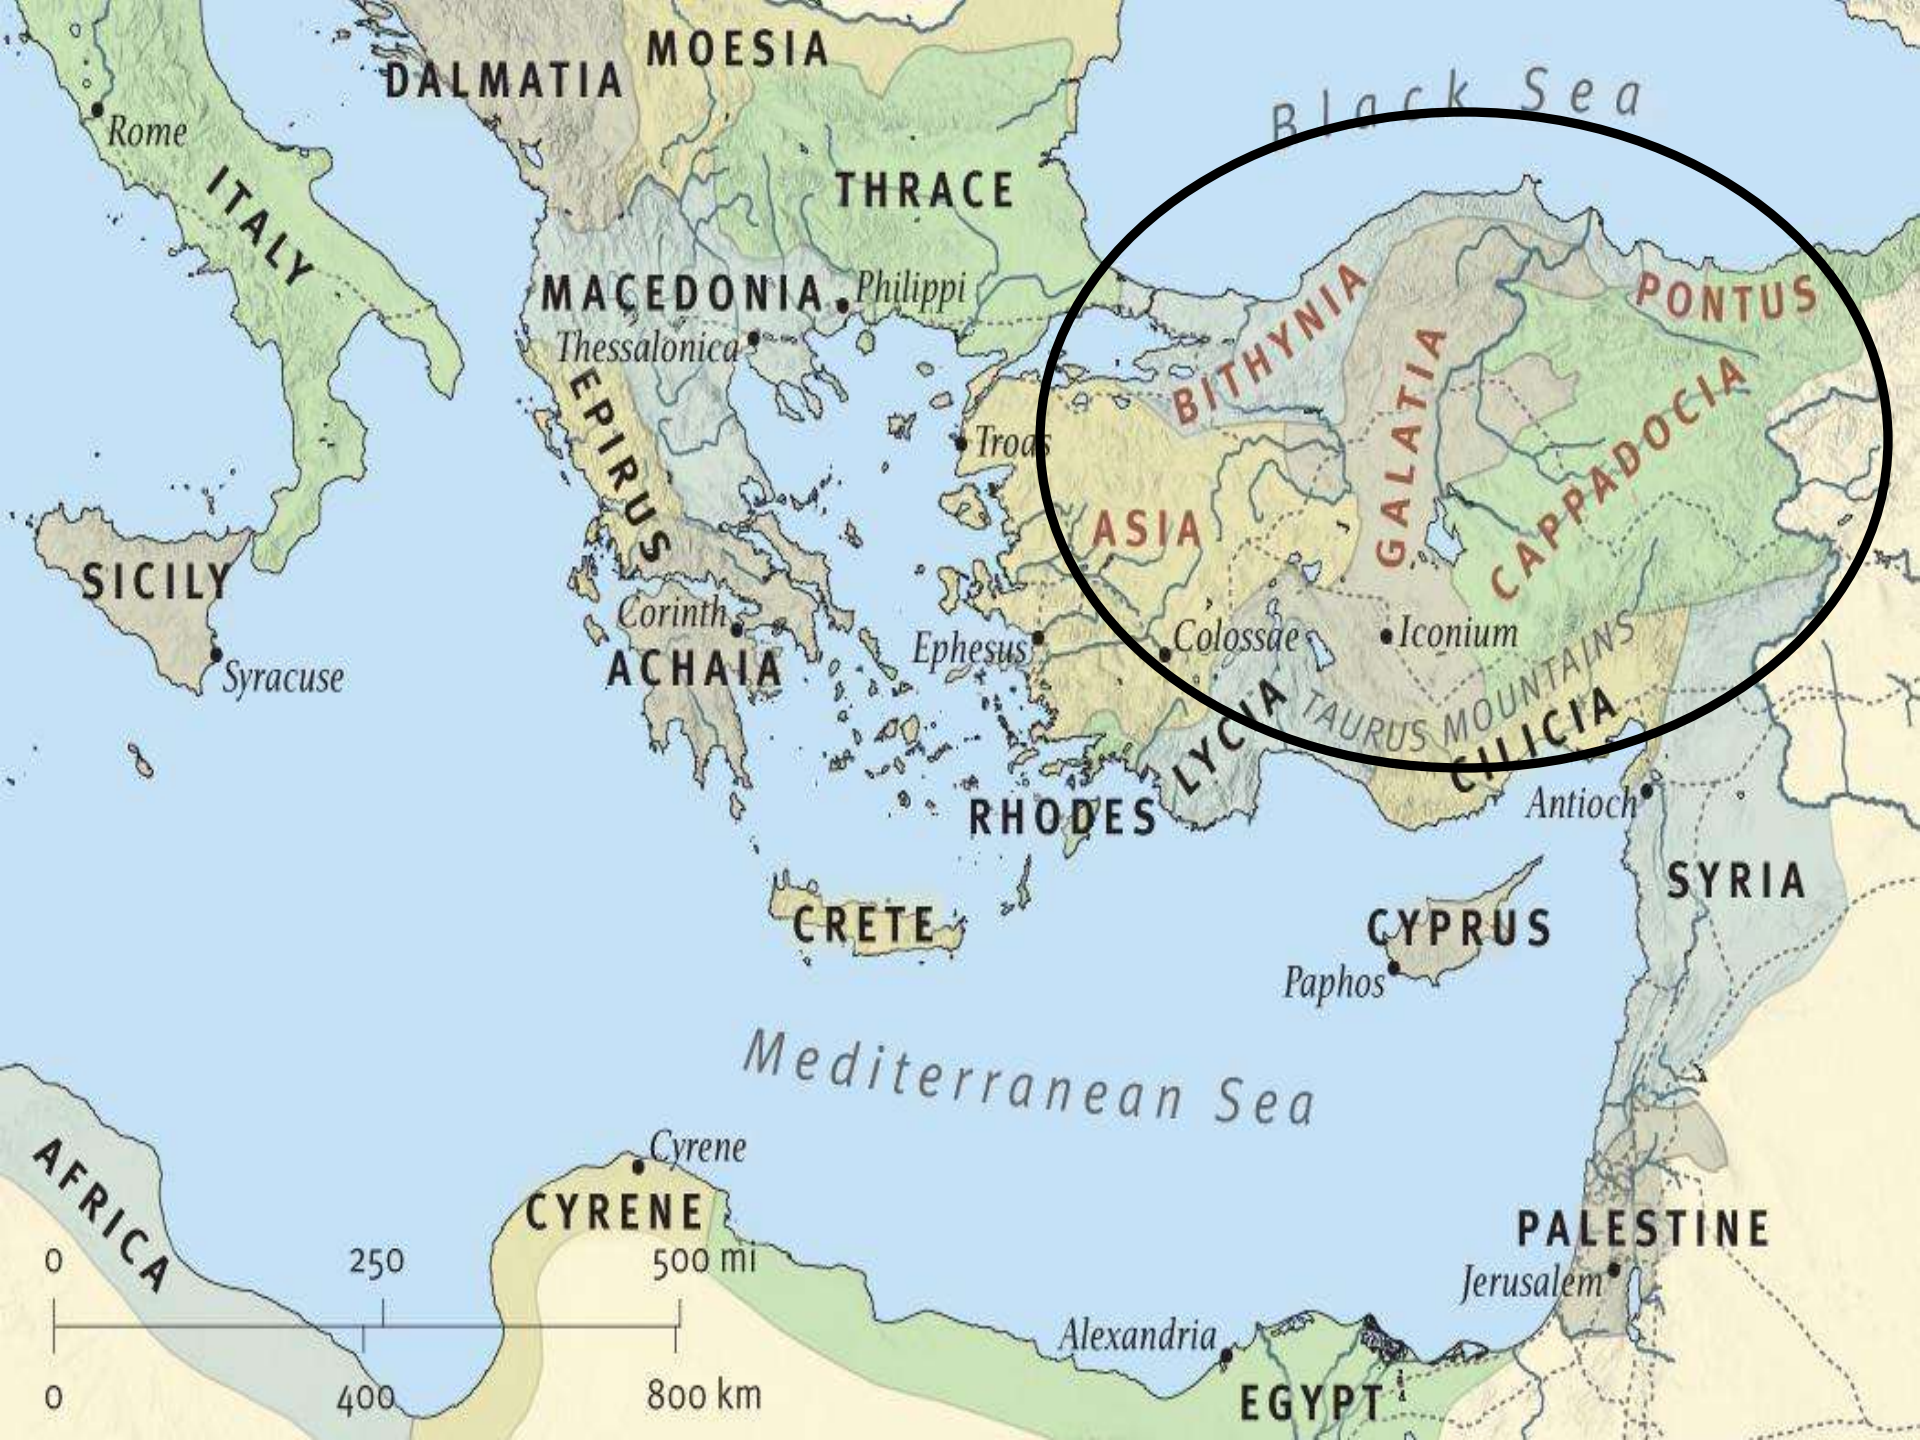 MOESIA
DALMATIA
Black Sea
Rome
THRACE
ITALY
MACEDONIA
Philippi
Thessalonica
BITHYNIA
PONTUS
GALATIA
CAPPADOCIA
EPIRUS
Troas
ASIA
SICILY
Corinth
Ephesus
Colossae
Iconium
ACHAIA
Syracuse
LYCIA
TAURUS MOUNTAINS
CILICIA
RHODES
Antioch
SYRIA
CRETE
CYPRUS
Paphos
Mediterranean Sea
Cyrene
AFRICA
CYRENE
PALESTINE
0 250 500 mi
Jerusalem
Alexandria
0 400 800 km
EGYPT